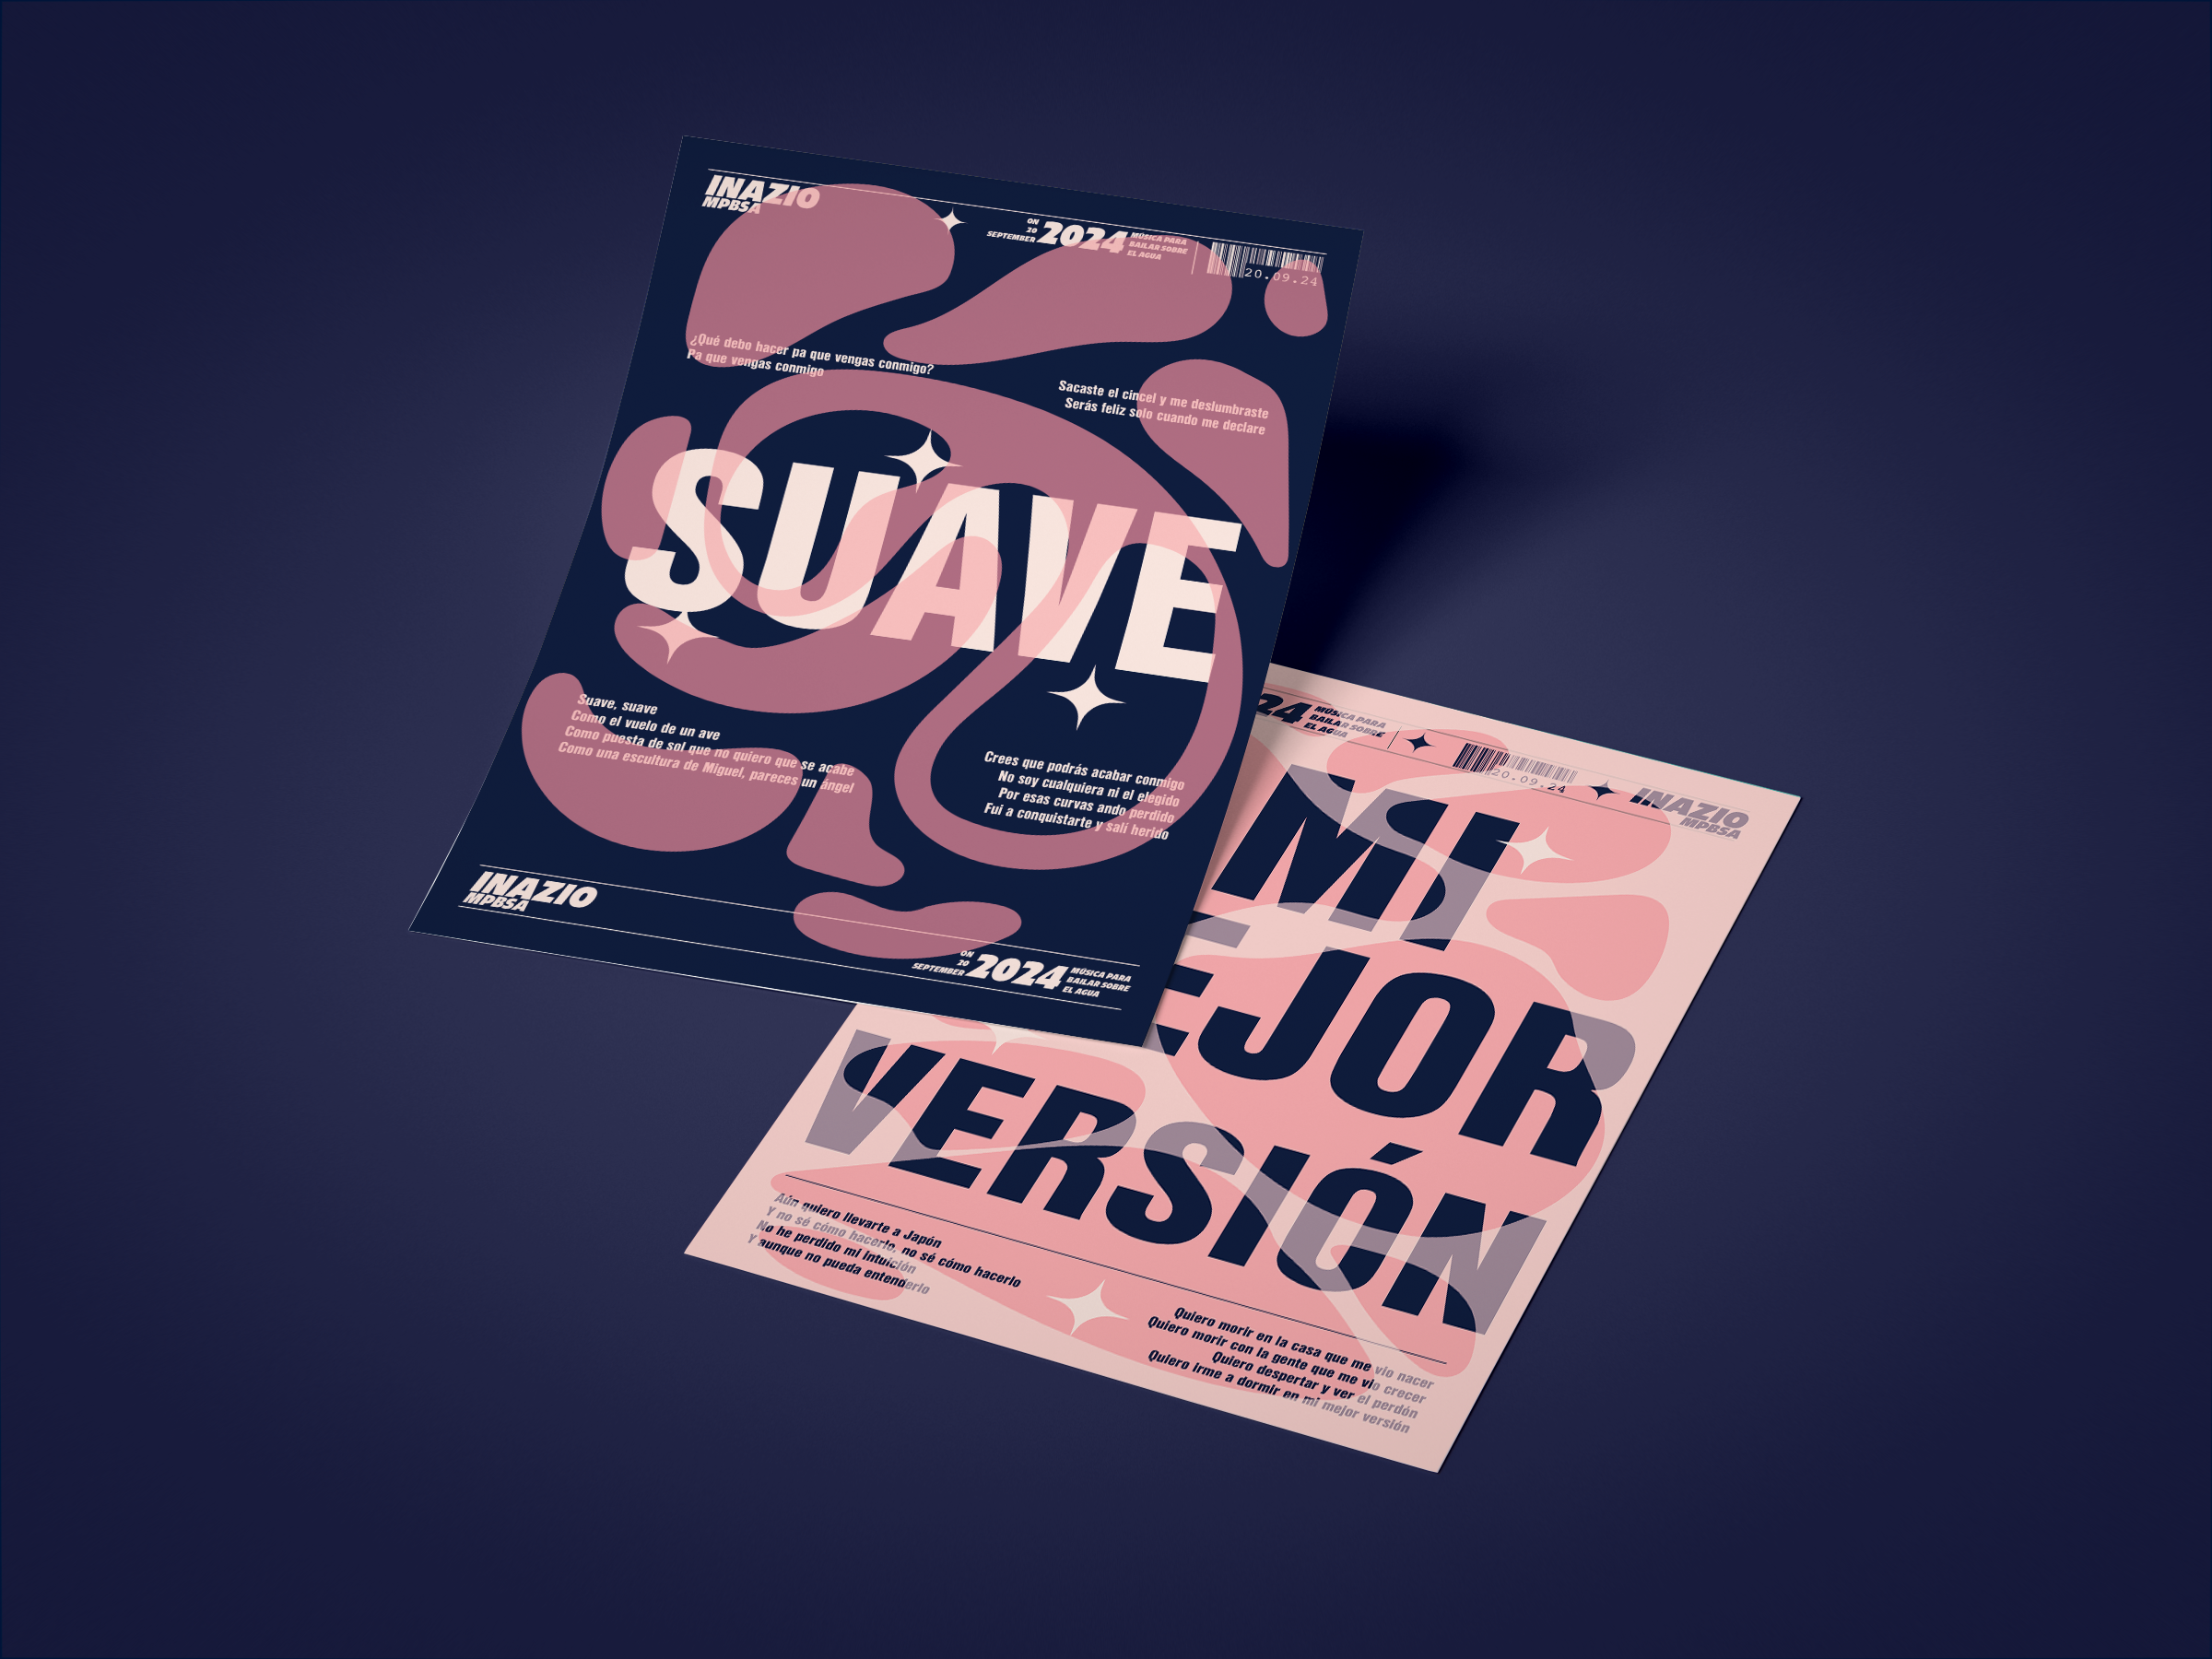 INAZIO
MPBSA
ON
20
SEPTEMBER
2024
MÚSICA PARA
BAILAR SOBRE
EL AGUA
20.09.24
¿Qué debo hacer pa que vengas conmigo?
Pa que vengas conmigo
Sacaste el cincel y me deslumbraste
Serás feliz solo cuando me declare
SUAVE
Suave, suave
Como el vuelo de un ave
Como puesta de sol que no quiero que se acabe
Como una escultura de Miguel, pareces un ángel
Crees que podrás acabar conmigo
No soy cualquiera ni el elegido
Por esas curvas ando perdido
Fui a conquistarte y salí herido
INAZIO
MPBSA
ON
20
SEPTEMBER
2024
MÚSICA PARA
BAILAR SOBRE
EL AGUA
24
MÚSICA PARA
BAILAR SOBRE
EL AGUA
20.09.24
INAZIO
MPBSA
MI
EJOR
VERSIÓN
Aún quiero llevarte a Japón
Y no sé cómo hacerlo, no sé cómo hacerlo
No he perdido mi intuición
Y aunque no pueda entenderlo
Quiero morir en la casa que me vio nacer
Quiero morir con la gente que me vio crecer
Quiero despertar y ver el perdón
Quiero irme a dormir en mi mejor versión